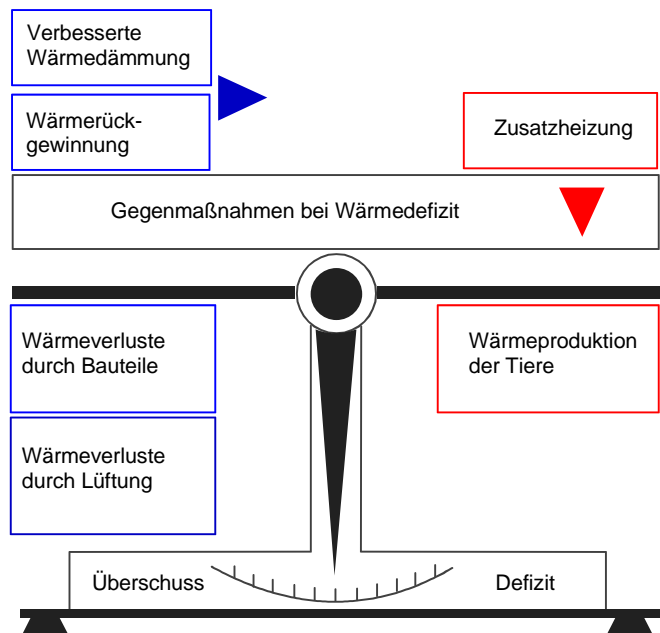 Verbesserte
Wärmedämmung
Wärmerück-
gewinnung
Zusatzheizung
Gegenmaßnahmen bei Wärmedefizit
Wärmeverluste
durch Bauteile
Wärmeproduktion
der Tiere
Wärmeverluste
durch Lüftung
Überschuss
Defizit